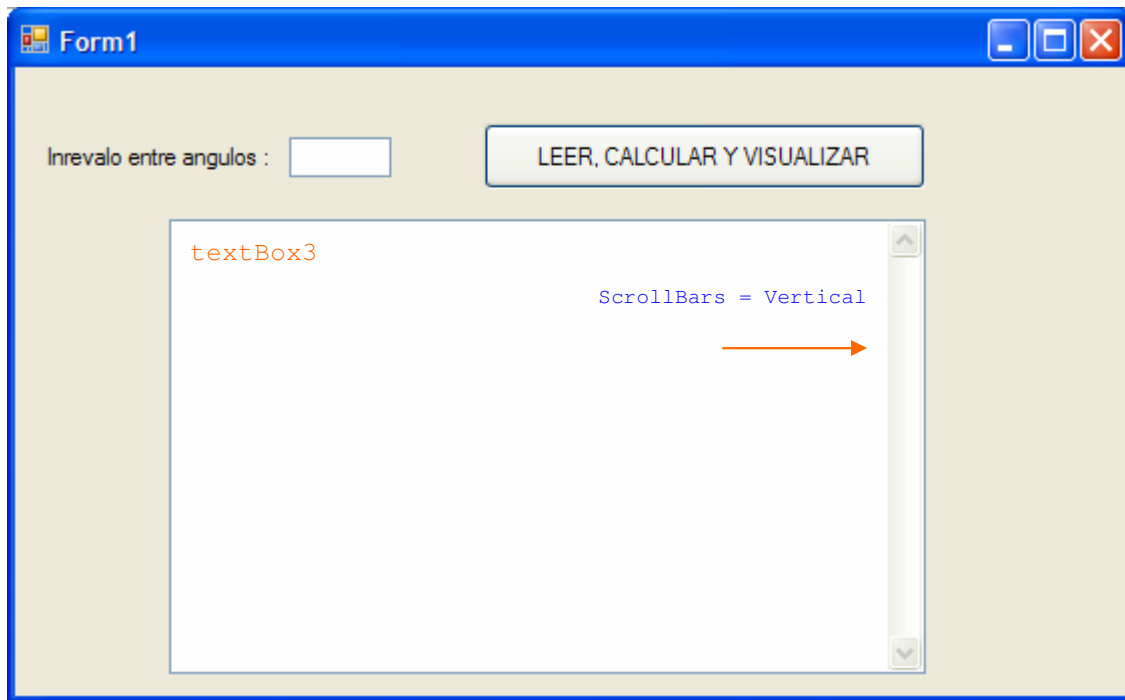 Form1
Inrevalo entre angulos :
LEER, CALCULAR Y VISUALIZAR
textBox3
ScrollBars = Vertical